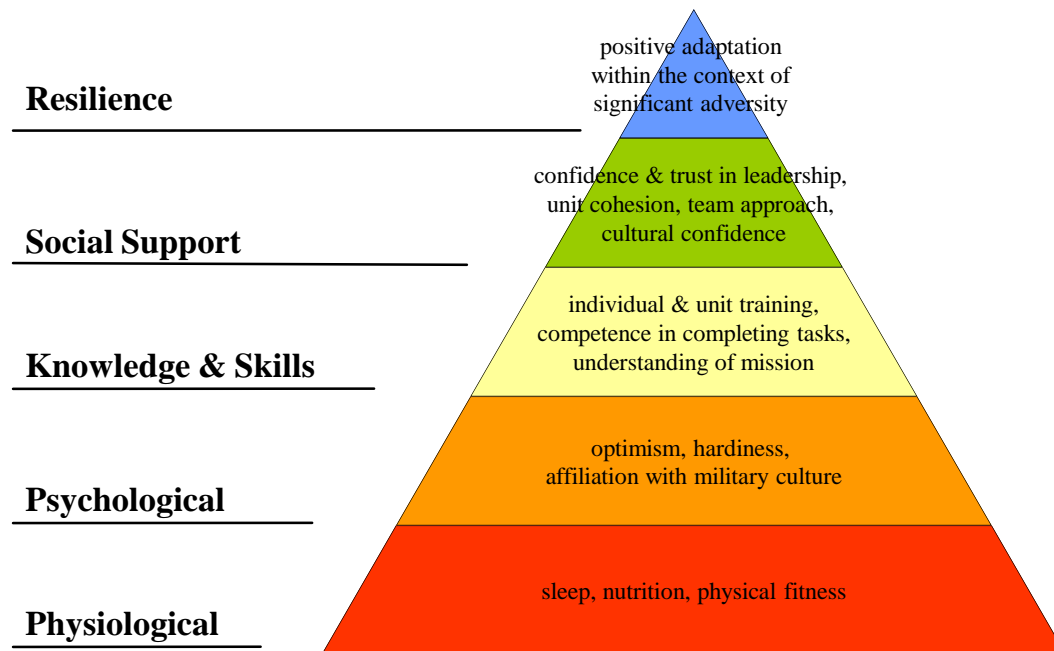 Resilience
positive adaptation
within the context of
significant adversity
Social Support
confidence & trust in leadership,
unit cohesion, team approach,
cultural confidence
Knowledge & Skills
individual & unit training,
competence in completing tasks,
understanding of mission
Psychological
optimism, hardiness,
affiliation with military culture
Physiological
sleep, nutrition, physical fitness